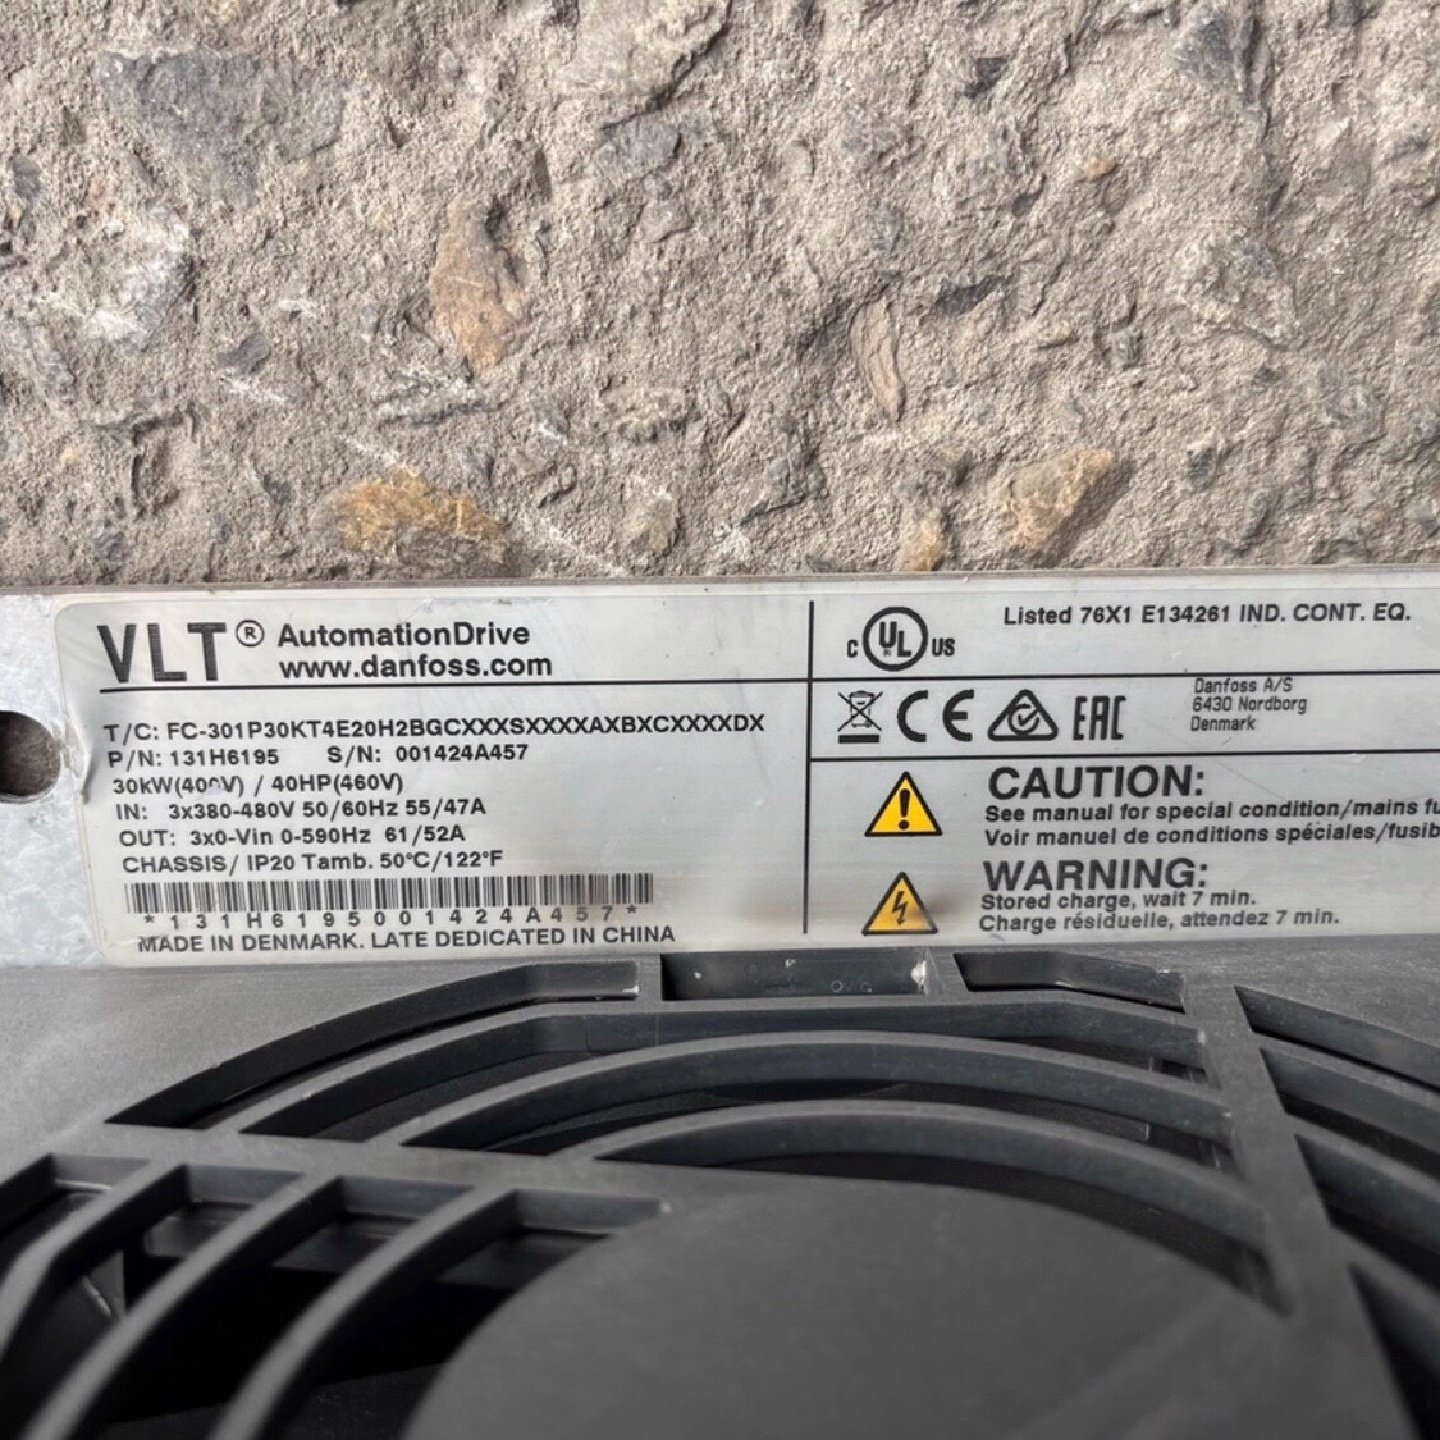 VLT® AutomationDrive
www.danfoss.com
T/C: FC-301P30KT4E20H2BGCXXXSXXXXAXBXCXXXXDX
P/N: 131H6195 S/N: 001424A457
30kW(400V) / 40HP(460V)
IN: 3x380-480V 50/60Hz 55/47A
OUT: 3x0-Vin 0-590Hz 61/52A
CHASSIS/ IP20 Tamb. 50°C/122°F
*131H6195001424A457*
MADE IN DENMARK. LATE DEDICATED IN CHINA
C UL US
Listed 76X1 E134261 IND. CONT. EQ.
CE EAC
Danfoss A/S
6430 Nordborg
Denmark
CAUTION:
See manual for special condition/mains fu
Voir manuel de conditions spéciales/fusib
WARNING:
Stored charge, wait 7 min.
Charge résiduelle, attendez 7 min.